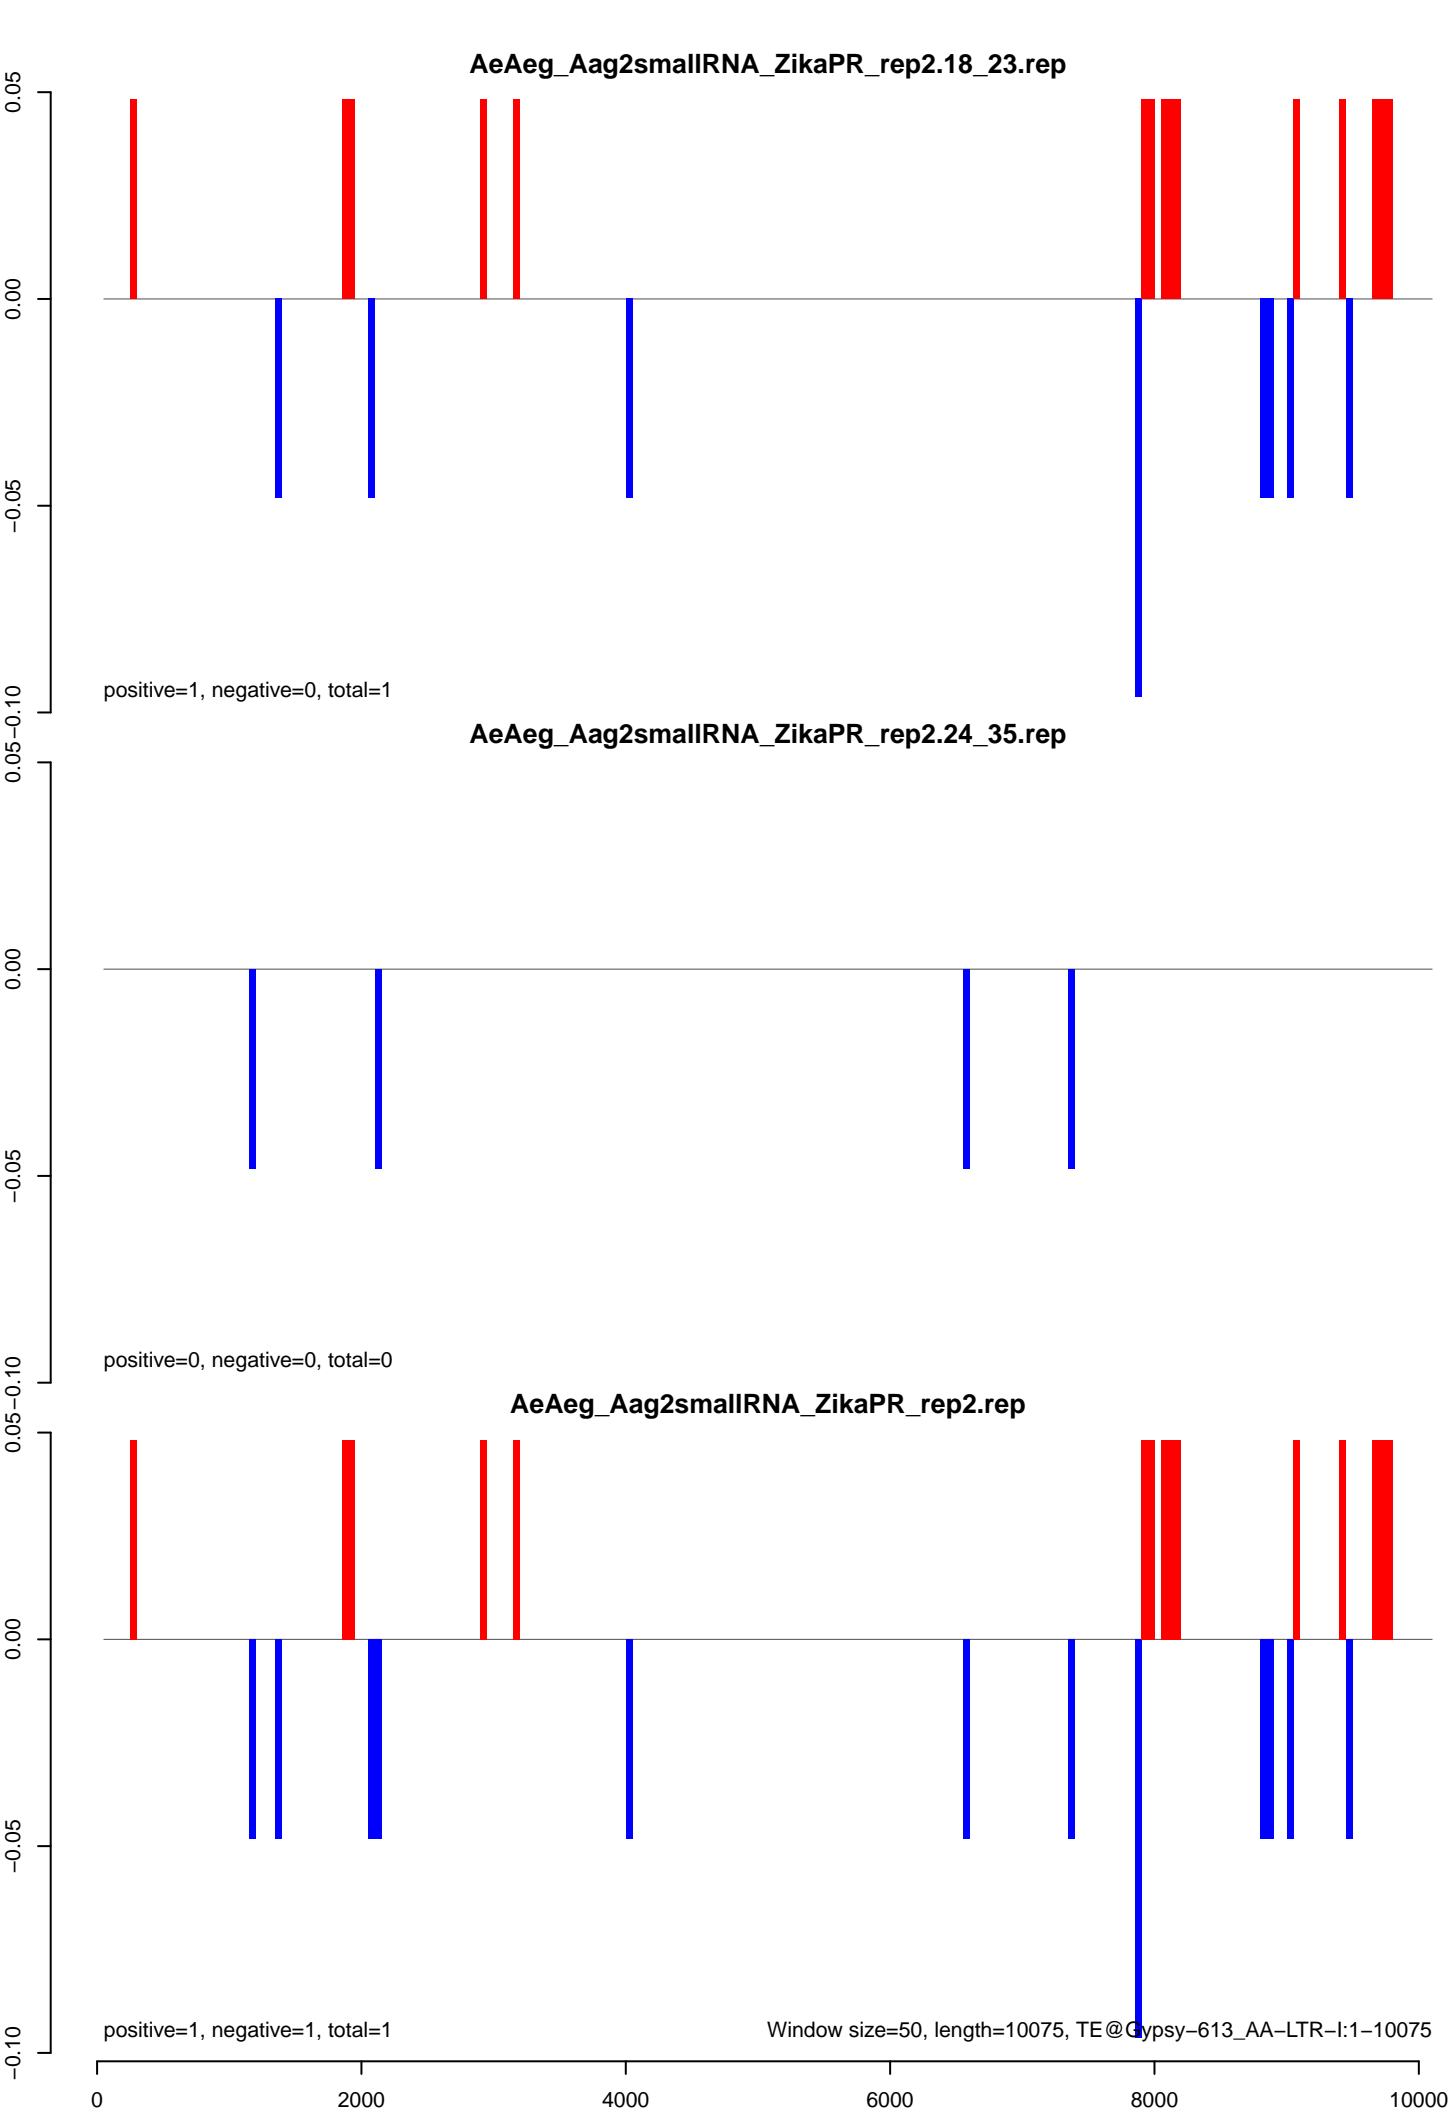 AeAeg_Aag2smallRNA_ZikaPR_rep2.18_23.rep
0.05
0.00
−0.05
−0.10
positive=1, negative=0, total=1
AeAeg_Aag2smallRNA_ZikaPR_rep2.24_35.rep
0.05
0.00
−0.05
−0.10
positive=0, negative=0, total=0
AeAeg_Aag2smallRNA_ZikaPR_rep2.rep
0.05
0.00
−0.05
−0.10
positive=1, negative=1, total=1
Window size=50, length=10075, TE@Gypsy−613_AA−LTR−I:1−10075
0 2000 4000 6000 8000 10000